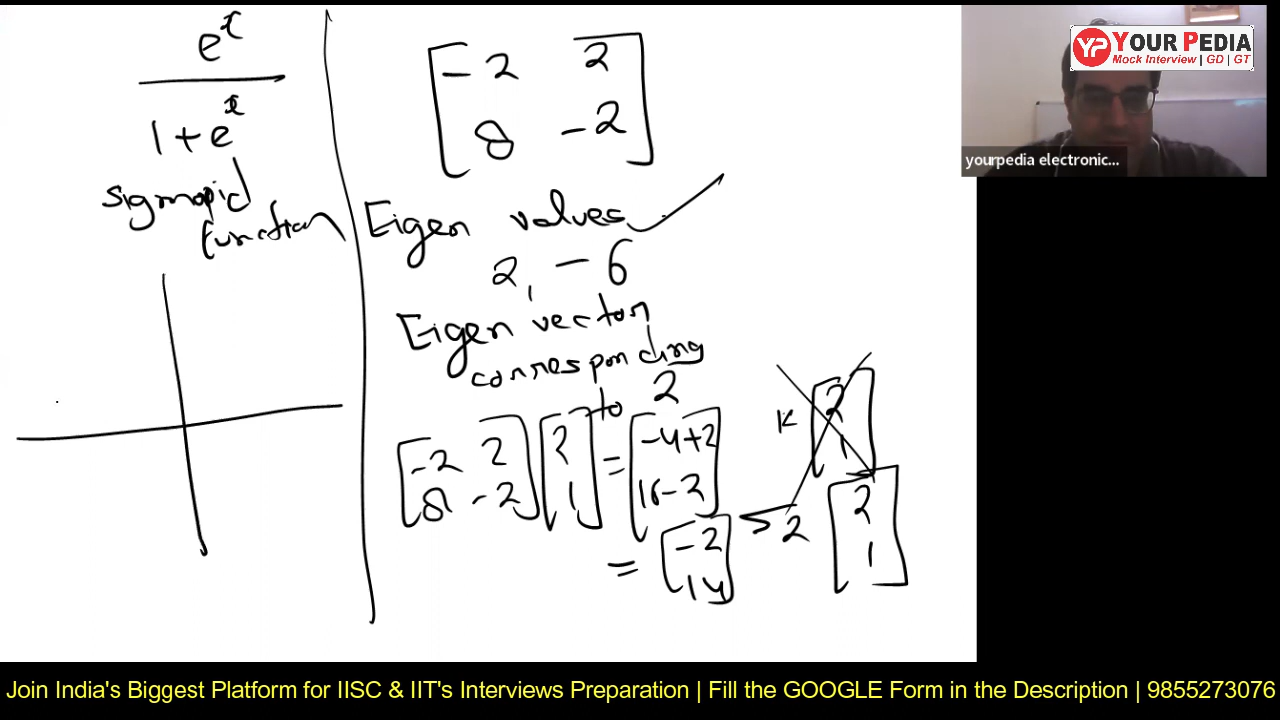 e^x
1 + e^x
Sigmoid
function
-2 2
8 -2
Eigen values
2, -6
Eigen vector
corresponding
to 2
[-2 2 [2 = [-4+2
8 -2] 1] 16-2]
= [-2
14]
K [2
1]
2 [2
1]
YP YOUR PEDIA
Mock Interview | GD | GT
yourpedia electronic...
Join India's Biggest Platform for IISC & IIT's Interviews Preparation | Fill the GOOGLE Form in the Description | 9855273076